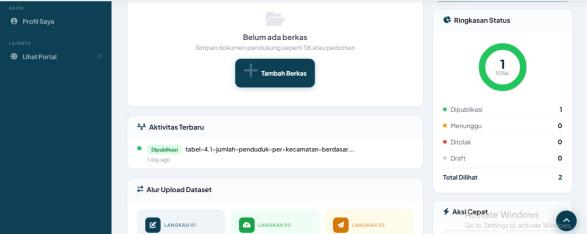 AKUN
Profil Saya
LAINNYA
Lihat Portal
Belum ada berkas
Simpan dokumen pendukung seperti SK atau pedoman
Tambah Berkas
Aktivitas Terbaru
Dipublikasi tabel-4.1-jumlah-penduduk-per-kecamatan-berdasar...
1 day ago
Alur Upload Dataset
LANGKAH 01
LANGKAH 02
LANGKAH 03
Ringkasan Status
1
TOTAL
Dipublikasi 1
Menunggu 0
Ditolak 0
Draft 0
Total Dilihat 2
Aksi Cepat
Activate Windows
Go to Settings to activate Windows.